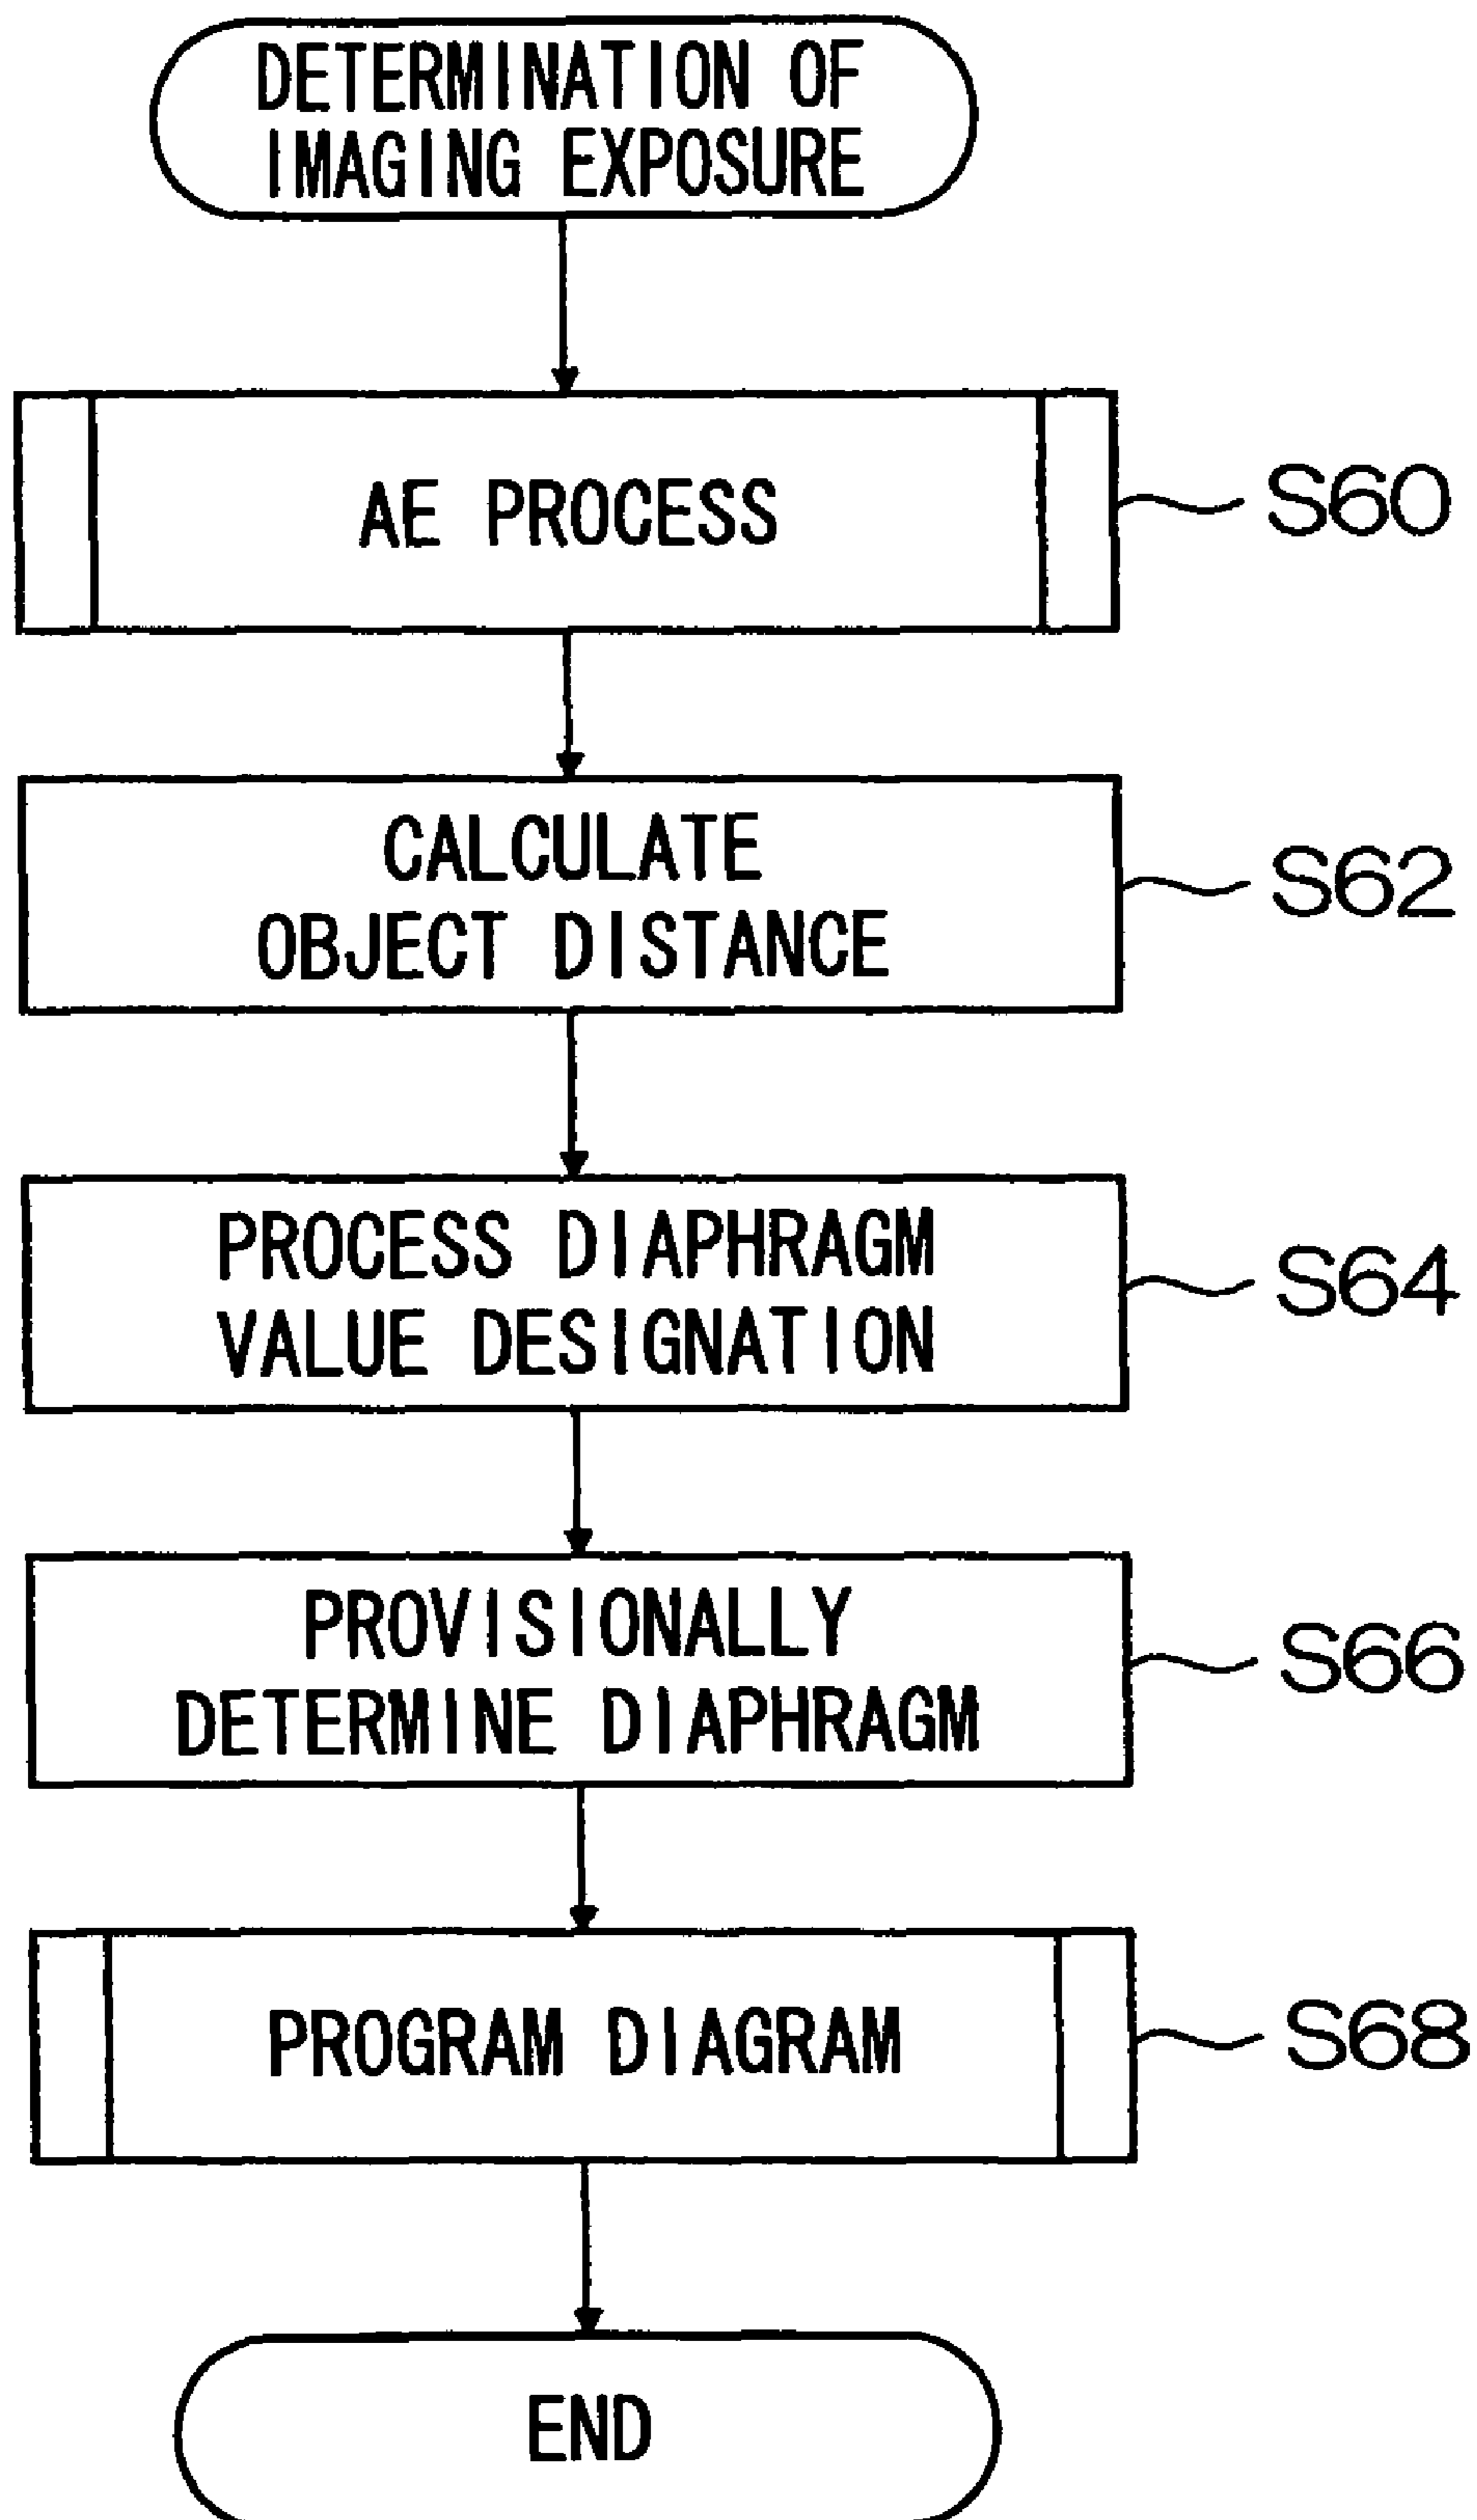 DETERMINATION OF
IMAGING EXPOSURE
AE PROCESS
S60
CALCULATE
OBJECT DISTANCE
S62
PROCESS DIAPHRAGM
VALUE DESIGNATION
S64
PROVISIONALLY
DETERMINE DIAPHRAGM
S66
PROGRAM DIAGRAM
S68
END